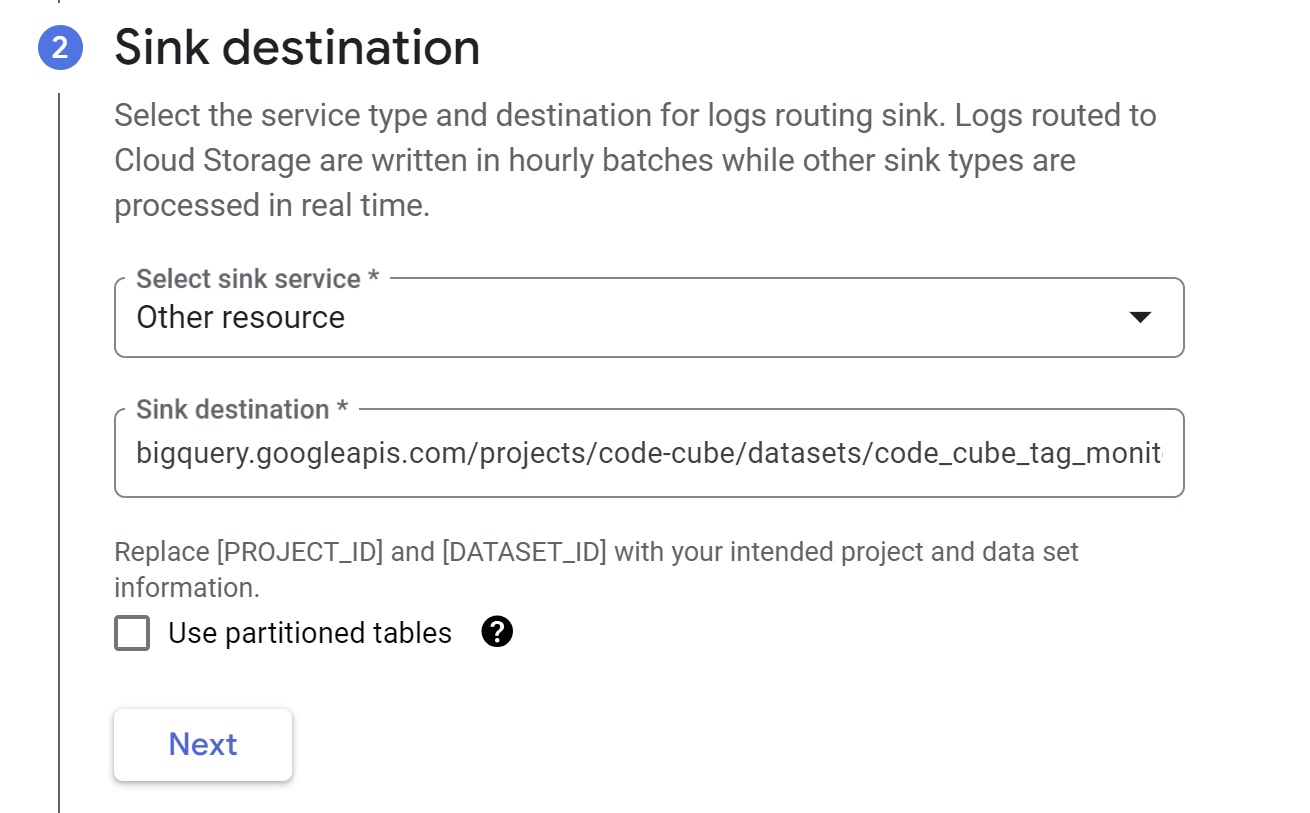 2 Sink destination
Select the service type and destination for logs routing sink. Logs routed to
Cloud Storage are written in hourly batches while other sink types are
processed in real time.
Select sink service *
Other resource
Sink destination *
bigquery.googleapis.com/projects/code-cube/datasets/code_cube_tag_monit
Replace [PROJECT_ID] and [DATASET_ID] with your intended project and data set
information.
Use partitioned tables ?
Next